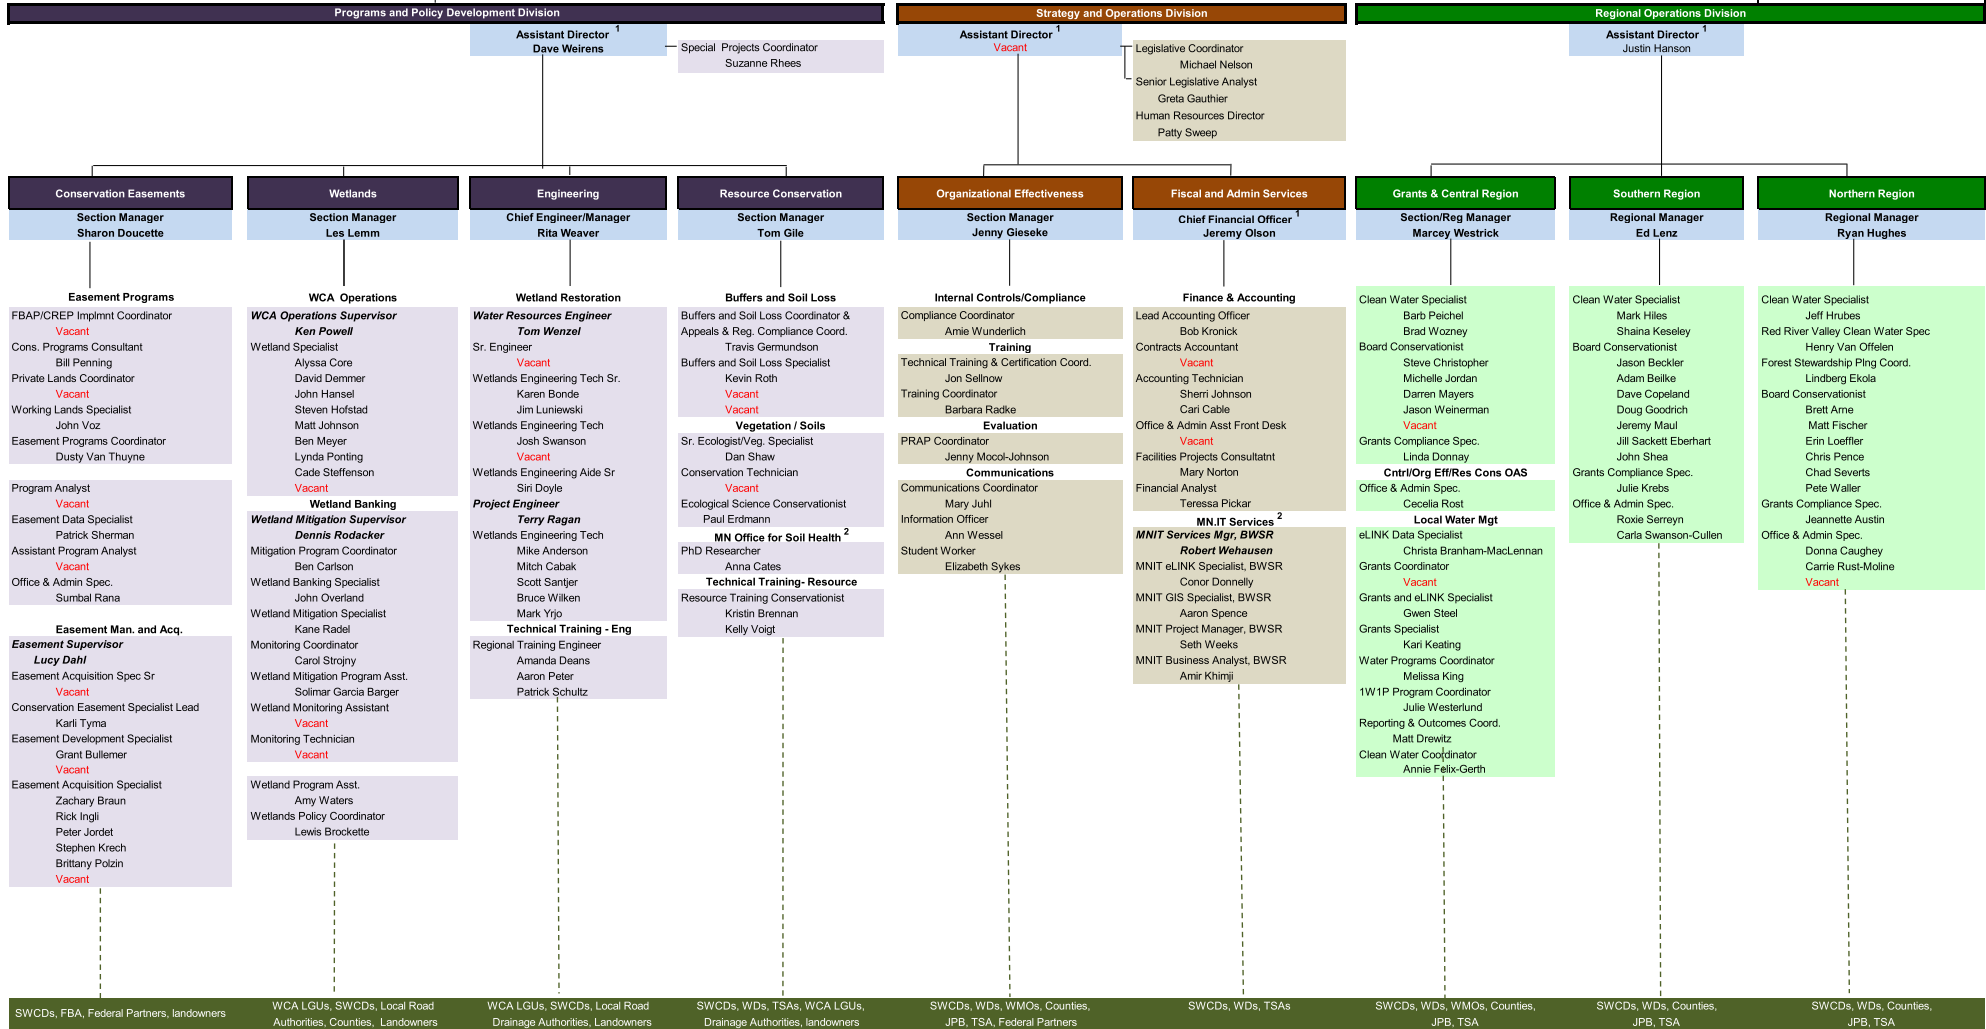 Programs and Policy Development Division
Assistant Director 1
Dave Weirens
Special Projects Coordinator
Suzanne Rhees
Strategy and Operations Division
Assistant Director 1
Vacant
Legislative Coordinator
Michael Nelson
Senior Legislative Analyst
Greta Gauthier
Human Resources Director
Patty Sweep
Regional Operations Division
Assistant Director 1
Justin Hanson
Conservation Easements
Section Manager
Sharon Doucette
Easement Programs
FBAP/CREP Implmnt Coordinator
Vacant
Cons. Programs Consultant
Bill Penning
Private Lands Coordinator
Vacant
Working Lands Specialist
John Voz
Easement Programs Coordinator
Dusty Van Thuyne
Program Analyst
Vacant
Easement Data Specialist
Patrick Sherman
Assistant Program Analyst
Vacant
Office & Admin Spec.
Sumbal Rana
Easement Man. and Acq.
Easement Supervisor
Lucy Dahl
Easement Acquisition Spec Sr
Vacant
Conservation Easement Specialist Lead
Karli Tyma
Easement Development Specialist
Grant Bullemer
Vacant
Easement Acquisition Specialist
Zachary Braun
Rick Ingli
Peter Jordet
Stephen Krech
Brittany Polzin
Vacant
SWCDs, FBA, Federal Partners, landowners
Wetlands
Section Manager
Les Lemm
WCA Operations
WCA Operations Supervisor
Ken Powell
Wetland Specialist
Alyssa Core
David Demmer
John Hansel
Steven Hofstad
Matt Johnson
Ben Meyer
Lynda Ponting
Cade Steffenson
Vacant
Wetland Banking
Wetland Mitigation Supervisor
Dennis Rodacker
Mitigation Program Coordinator
Ben Carlson
Wetland Banking Specialist
John Overland
Wetland Mitigation Specialist
Kane Radel
Monitoring Coordinator
Carol Strojny
Wetland Mitigation Program Asst.
Solimar Garcia Barger
Wetland Monitoring Assistant
Vacant
Monitoring Technician
Vacant
Wetland Program Asst.
Amy Waters
Wetlands Policy Coordinator
Lewis Brockette
WCA LGUs, SWCDs, Local Road
Authorities, Counties, Landowners
Engineering
Chief Engineer/Manager
Rita Weaver
Wetland Restoration
Water Resources Engineer
Tom Wenzel
Sr. Engineer
Vacant
Wetlands Engineering Tech Sr.
Karen Bonde
Jim Luniewski
Wetlands Engineering Tech
Josh Swanson
Vacant
Wetlands Engineering Aide Sr
Siri Doyle
Project Engineer
Terry Ragan
Wetlands Engineering Tech
Mike Anderson
Mitch Cabak
Scott Santjer
Bruce Wilken
Mark Yrjo
Technical Training - Eng
Regional Training Engineer
Amanda Deans
Aaron Peter
Patrick Schultz
WCA LGUs, SWCDs, Local Road
Drainage Authorities, Landowners
Resource Conservation
Section Manager
Tom Gile
Buffers and Soil Loss
Buffers and Soil Loss Coordinator &
Appeals & Reg. Compliance Coord.
Travis Germundson
Buffers and Soil Loss Specialist
Kevin Roth
Vacant
Vacant
Vegetation / Soils
Sr. Ecologist/Veg. Specialist
Dan Shaw
Conservation Technician
Vacant
Ecological Science Conservationist
Paul Erdmann
MN Office for Soil Health 2
PhD Researcher
Anna Cates
Technical Training- Resource
Resource Training Conservationist
Kristin Brennan
Kelly Voigt
SWCDs, WDs, TSAs, WCA LGUs,
Drainage Authorities, landowners
Organizational Effectiveness
Section Manager
Jenny Gieseke
Internal Controls/Compliance
Compliance Coordinator
Amie Wunderlich
Training
Technical Training & Certification Coord.
Jon Sellnow
Training Coordinator
Barbara Radke
Evaluation
PRAP Coordinator
Jenny Mocol-Johnson
Communications
Communications Coordinator
Mary Juhl
Information Officer
Ann Wessel
Student Worker
Elizabeth Sykes
SWCDs, WDs, WMOs, Counties,
JPB, TSA, Federal Partners
Fiscal and Admin Services
Chief Financial Officer 1
Jeremy Olson
Finance & Accounting
Lead Accounting Officer
Bob Kronick
Contracts Accountant
Vacant
Accounting Technician
Sherri Johnson
Cari Cable
Office & Admin Asst Front Desk
Vacant
Facilities Projects Consultatnt
Mary Norton
Financial Analyst
Teressa Pickar
MN.IT Services 2
MNIT Services Mgr, BWSR
Robert Wehausen
MNIT eLINK Specialist, BWSR
Conor Donnelly
MNIT GIS Specialist, BWSR
Aaron Spence
MNIT Project Manager, BWSR
Seth Weeks
MNIT Business Analyst, BWSR
Amir Khimji
SWCDs, WDs, TSAs
Grants & Central Region
Section/Reg Manager
Marcey Westrick
Clean Water Specialist
Barb Peichel
Brad Wozney
Board Conservationist
Steve Christopher
Michelle Jordan
Darren Mayers
Jason Weinerman
Vacant
Grants Compliance Spec.
Linda Donnay
Cntrl/Org Eff/Res Cons OAS
Office & Admin Spec.
Cecelia Rost
Local Water Mgt
eLINK Data Specialist
Christa Branham-MacLennan
Grants Coordinator
Vacant
Grants and eLINK Specialist
Gwen Steel
Grants Specialist
Kari Keating
Water Programs Coordinator
Melissa King
1W1P Program Coordinator
Julie Westerlund
Reporting & Outcomes Coord.
Matt Drewitz
Clean Water Coordinator
Annie Felix-Gerth
SWCDs, WDs, WMOs, Counties,
JPB, TSA
Southern Region
Regional Manager
Ed Lenz
Clean Water Specialist
Mark Hiles
Shaina Keseley
Board Conservationist
Jason Beckler
Adam Beilke
Dave Copeland
Doug Goodrich
Jeremy Maul
Jill Sackett Eberhart
John Shea
Grants Compliance Spec.
Julie Krebs
Office & Admin Spec.
Roxie Serreyn
Carla Swanson-Cullen
SWCDs, WDs, Counties,
JPB, TSA
Northern Region
Regional Manager
Ryan Hughes
Clean Water Specialist
Jeff Hrubes
Red River Valley Clean Water Spec
Henry Van Offelen
Forest Stewardship Plng Coord.
Lindberg Ekola
Board Conservationist
Brett Arne
Matt Fischer
Erin Loeffler
Chris Pence
Chad Severts
Pete Waller
Grants Compliance Spec.
Jeannette Austin
Office & Admin Spec.
Donna Caughey
Carrie Rust-Moline
Vacant
SWCDs, WDs, Counties,
JPB, TSA